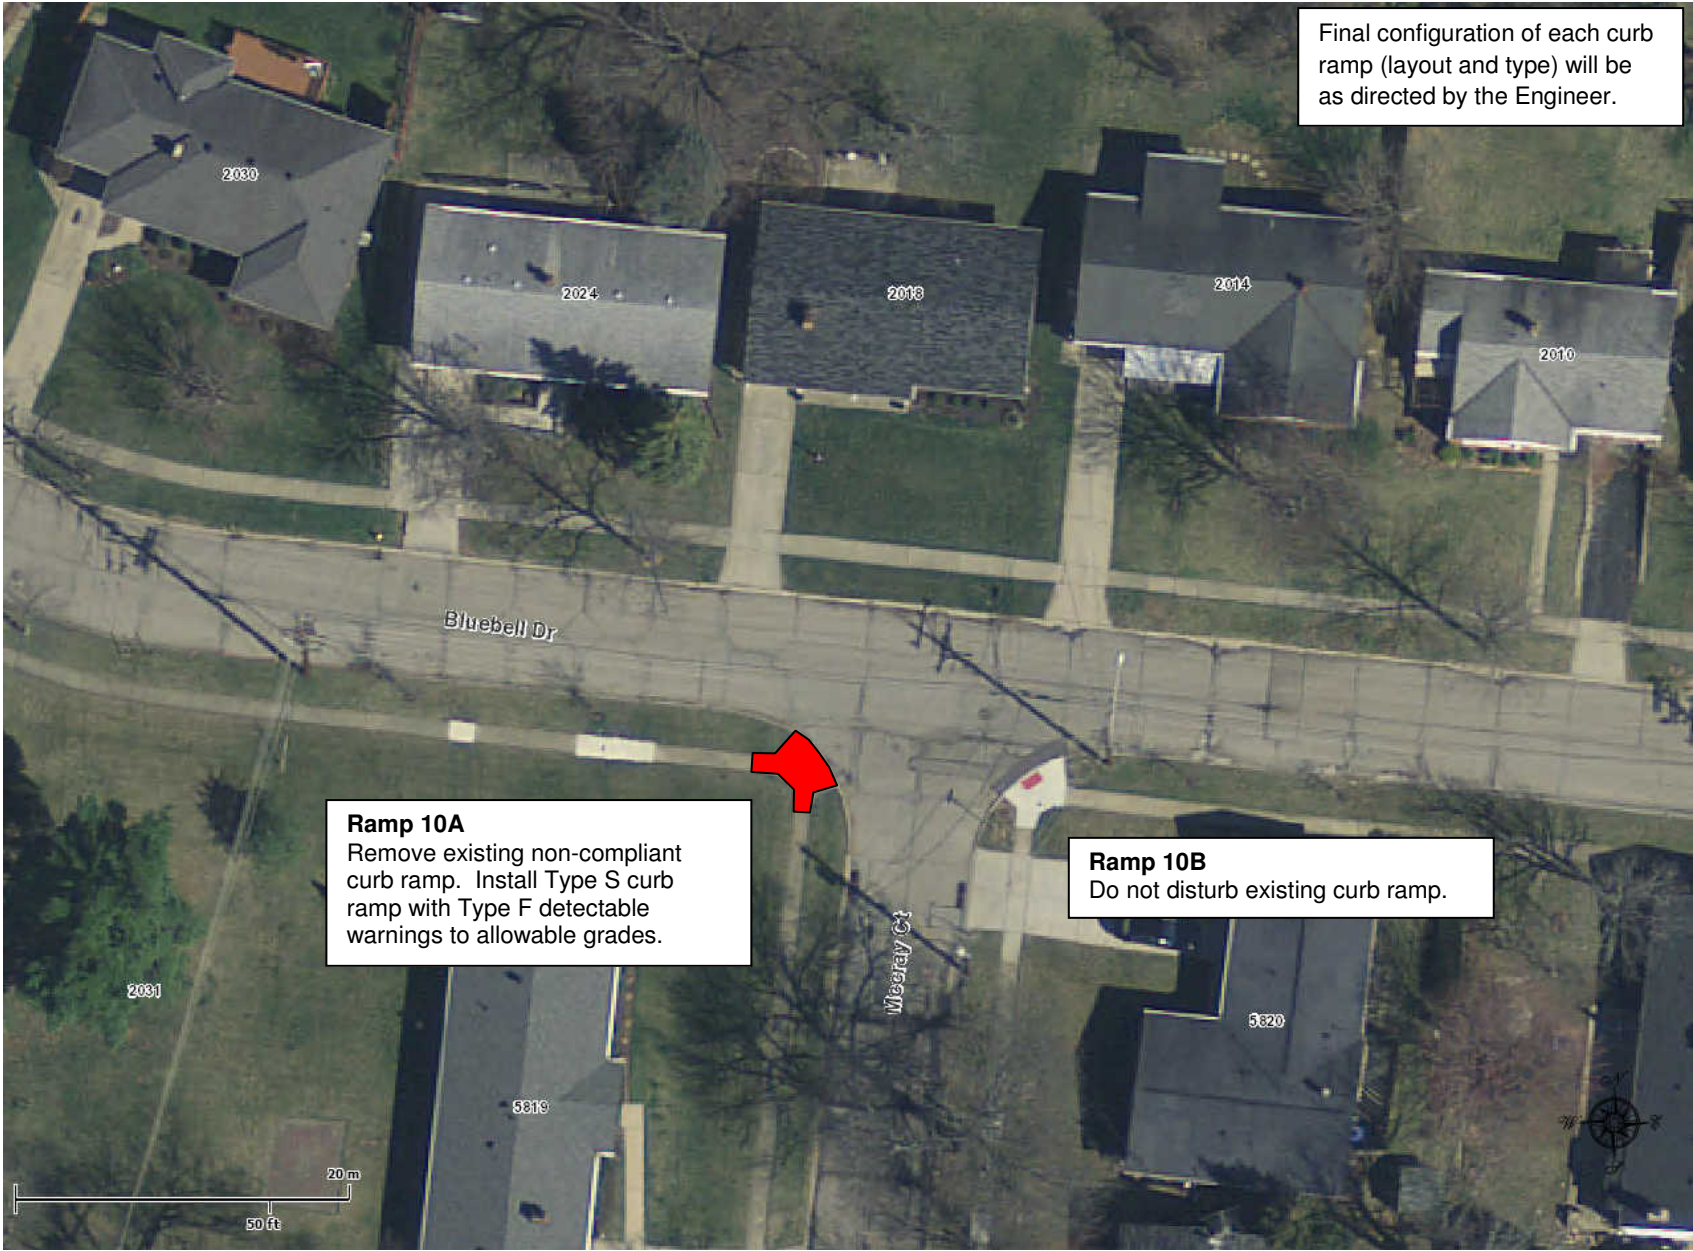 Final configuration of each curb
ramp (layout and type) will be
as directed by the Engineer.
2030
2024
2018
2014
2010
Bluebell Dr
Ramp 10A
Remove existing non-compliant
curb ramp.  Install Type S curb
ramp with Type F detectable
warnings to allowable grades.
Ramp 10B
Do not disturb existing curb ramp.
Mccray Ct
2031
5820
5819
N
W
E
S
20 m
50 ft